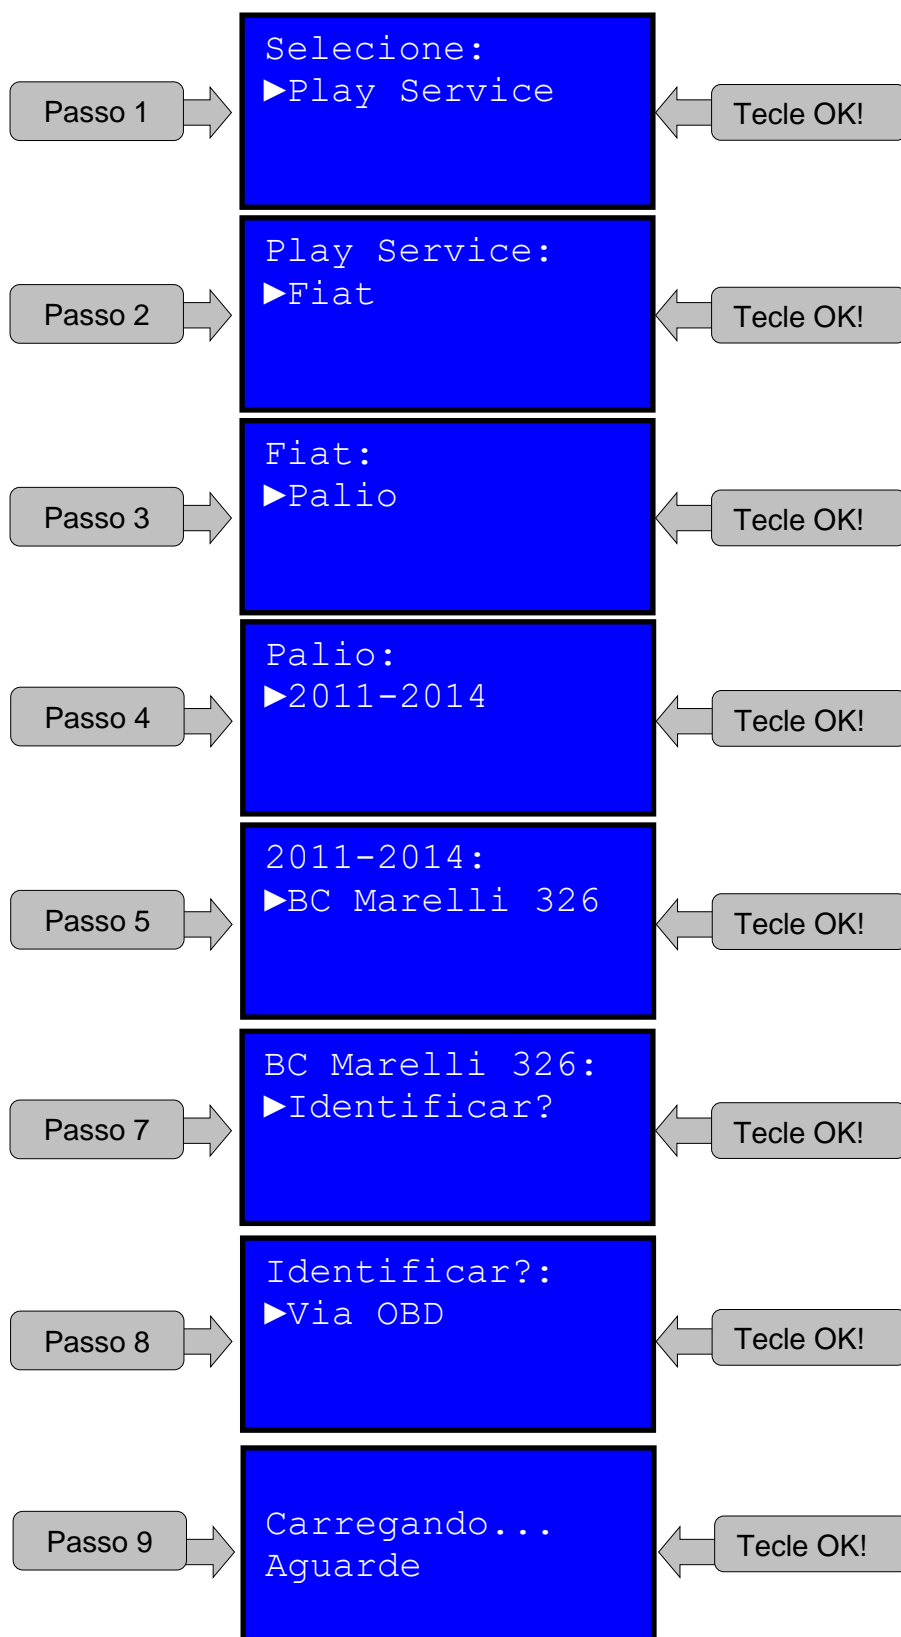 Selecione:
►Play Service
Passo 1
Tecle OK!
Play Service:
►Fiat
Passo 2
Tecle OK!
Fiat:
►Palio
Passo 3
Tecle OK!
Palio:
►2011-2014
Passo 4
Tecle OK!
2011-2014:
►BC Marelli 326
Passo 5
Tecle OK!
BC Marelli 326:
►Identificar?
Passo 7
Tecle OK!
Identificar?:
►Via OBD
Passo 8
Tecle OK!
Carregando...
Aguarde
Passo 9
Tecle OK!